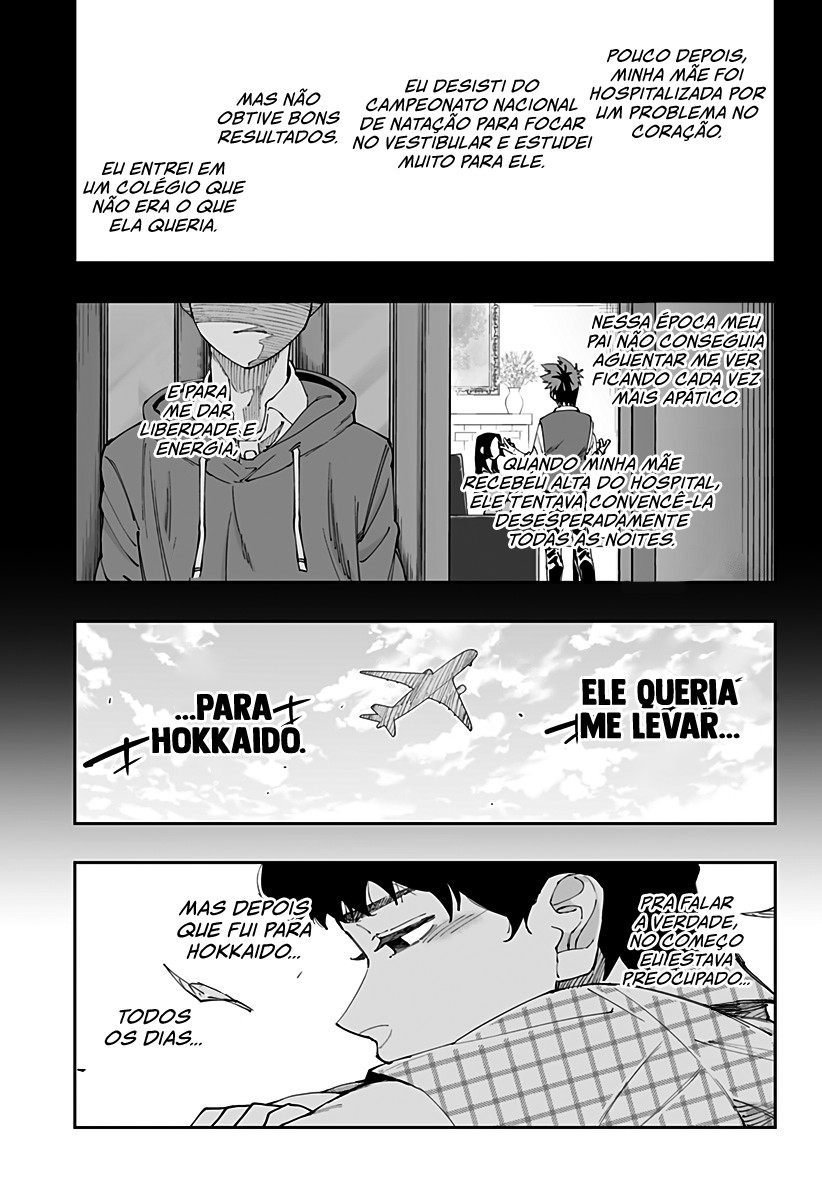 POUCO DEPOIS,
MINHA MÃE FOI
HOSPITALIZADA POR
UM PROBLEMA NO
CORAÇÃO.
EU DESISTI DO
CAMPEONATO NACIONAL
DE NATAÇÃO PARA FOCAR
NO VESTIBULAR E ESTUDEI
MUITO PARA ELE.
MAS NÃO
OBTIVE BONS
RESULTADOS.
EU ENTREI EM
UM COLÉGIO QUE
NÃO ERA O QUE
ELA QUERIA.
NESSA ÉPOCA MEU
PAI NÃO CONSEGUIA
AGUENTAR ME VER
FICANDO CADA VEZ
MAIS APÁTICO.
QUANDO MINHA MÃE
RECEBEU ALTA DO HOSPITAL,
ELE TENTAVA CONVENCÊ-LA
DESESPERADAMENTE
TODAS AS NOITES.
E PARA
ME DAR
LIBERDADE E
ENERGIA,
ELE QUERIA
ME LEVAR...
...PARA
HOKKAIDO.
PRA FALAR
A VERDADE,
NO COMEÇO
EU ESTAVA
PREOCUPADO...
MAS DEPOIS
QUE FUI PARA
HOKKAIDO...
TODOS
OS DIAS...